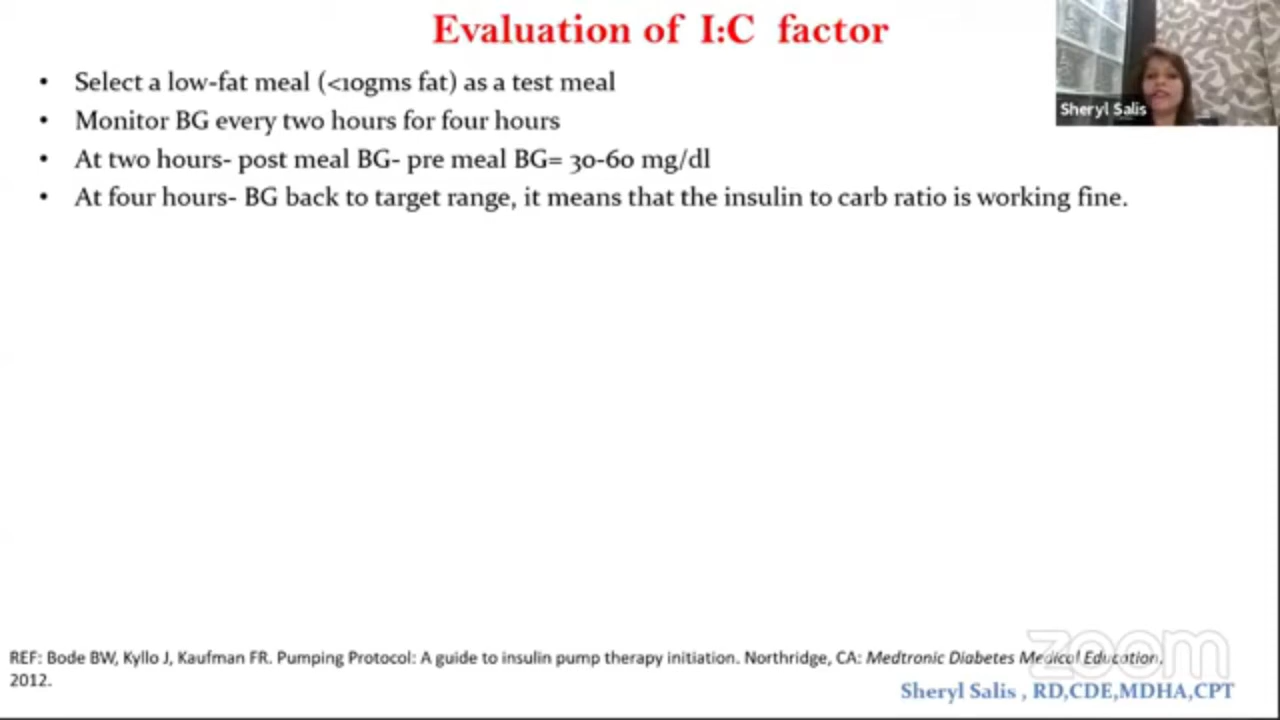 Evaluation of I:C factor
Sheryl Salis
• Select a low-fat meal (<10gms fat) as a test meal
• Monitor BG every two hours for four hours
• At two hours- post meal BG- pre meal BG= 30-60 mg/dl
• At four hours- BG back to target range, it means that the insulin to carb ratio is working fine.
zoom
REF: Bode BW, Kyllo J, Kaufman FR. Pumping Protocol: A guide to insulin pump therapy initiation. Northridge, CA: Medtronic Diabetes Medical Education,
2012.
Sheryl Salis , RD,CDE,MDHA,CPT